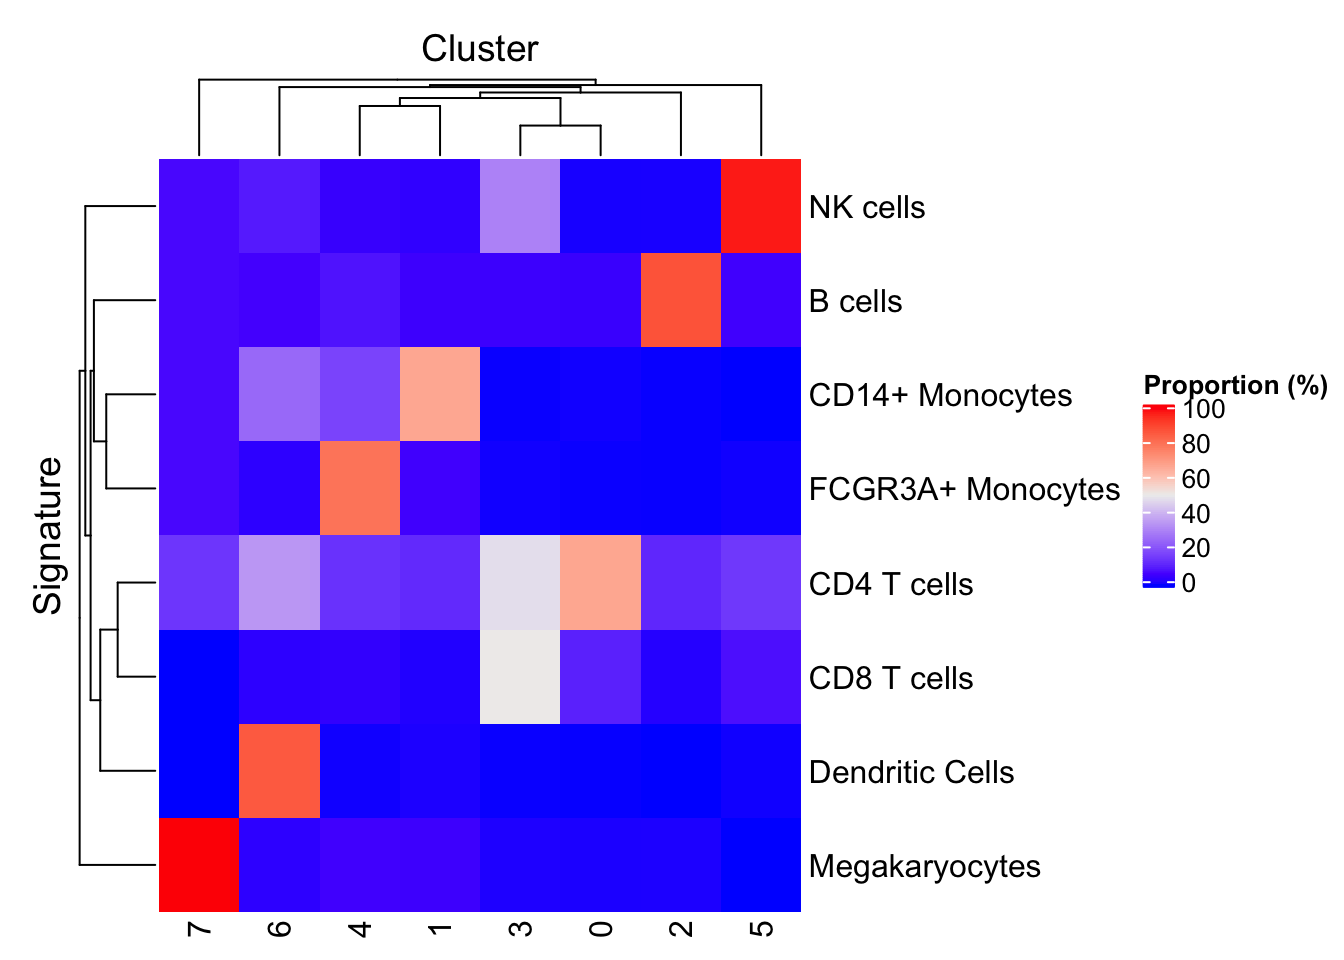 Cluster
NK cells
B cells
CD14+ Monocytes
FCGR3A+ Monocytes
CD4 T cells
CD8 T cells
Dendritic Cells
Megakaryocytes
Signature
7 6 4 1 3 0 2 5
Proportion (%)
100
80
60
40
20
0